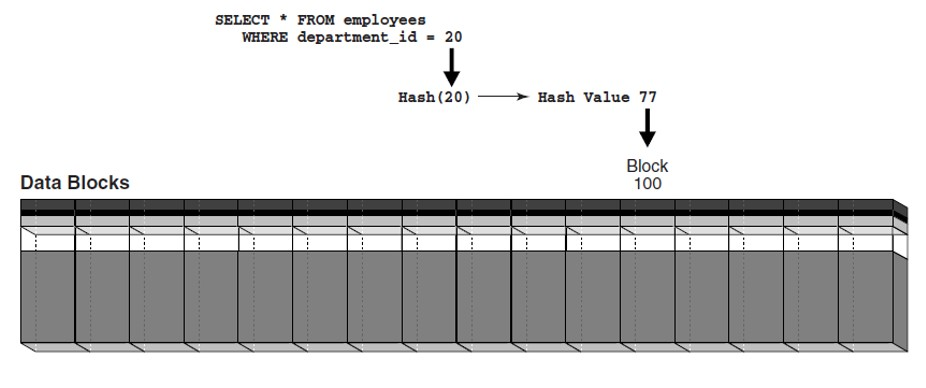 SELECT * FROM employees
WHERE department_id = 20
Hash(20) Hash Value 77
Block
100
Data Blocks